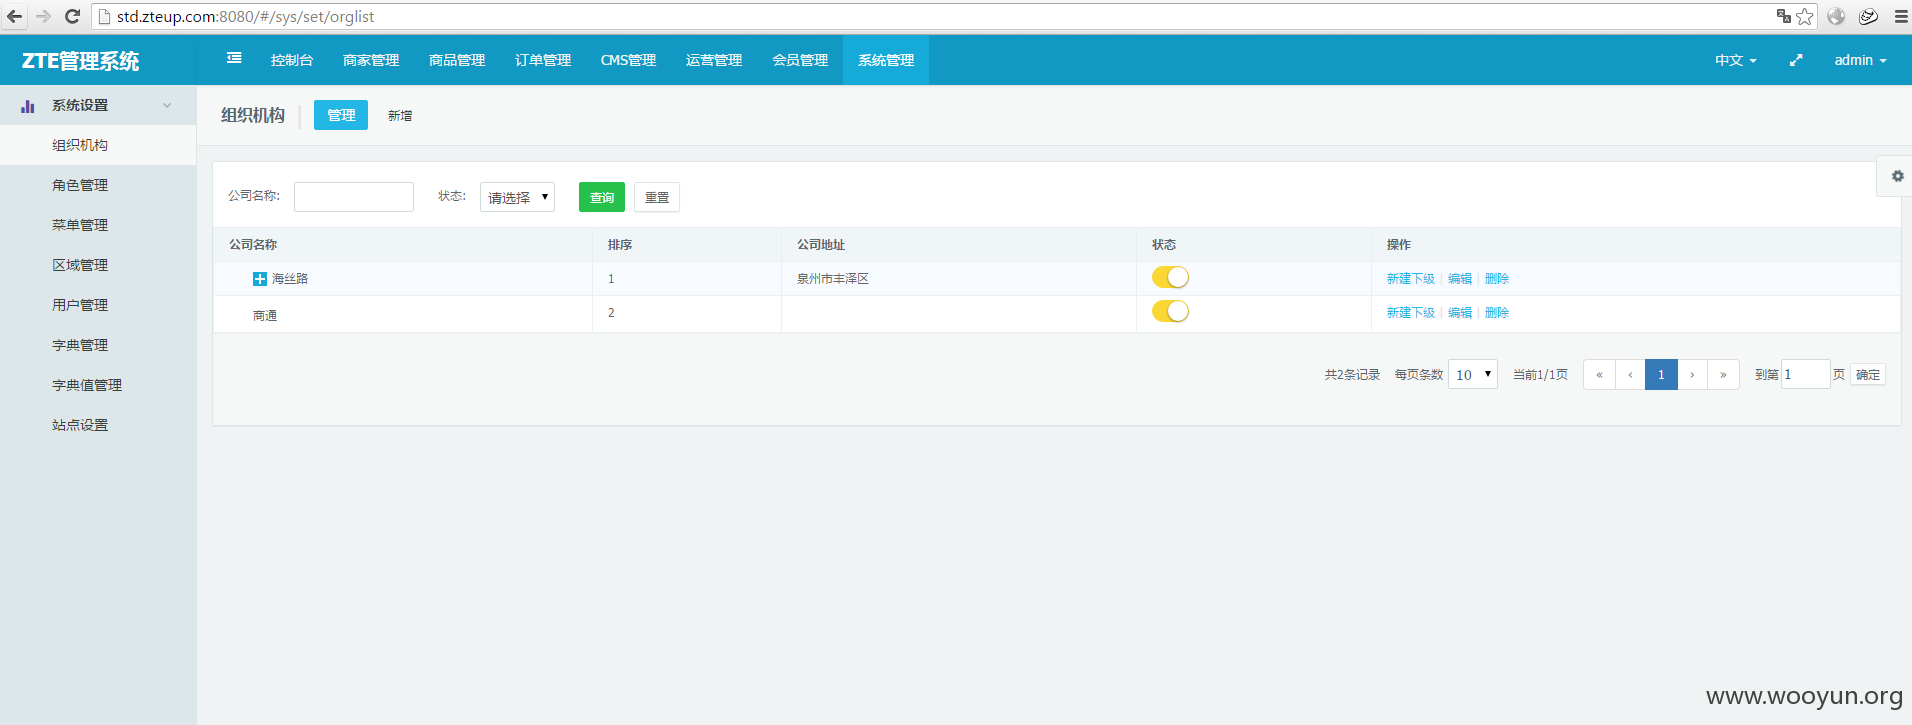 std.zteup.com:8080/#/sys/set/orglist
ZTE管理系统 控制台 商家管理 商品管理 订单管理 CMS管理 运营管理 会员管理 系统管理 中文 admin
系统设置
组织机构
角色管理
菜单管理
区域管理
用户管理
字典管理
字典值管理
站点设置
组织机构 管理 新增
公司名称: 状态: 请选择 查询 重置
公司名称 排序 公司地址 状态 操作
海丝路 1 泉州市丰泽区 新建下级 | 编辑 | 删除
商通 2 新建下级 | 编辑 | 删除
共2条记录 每页条数 10 当前1/1页 « ‹ 1 › » 到第 1 页 确定
www.wooyun.org